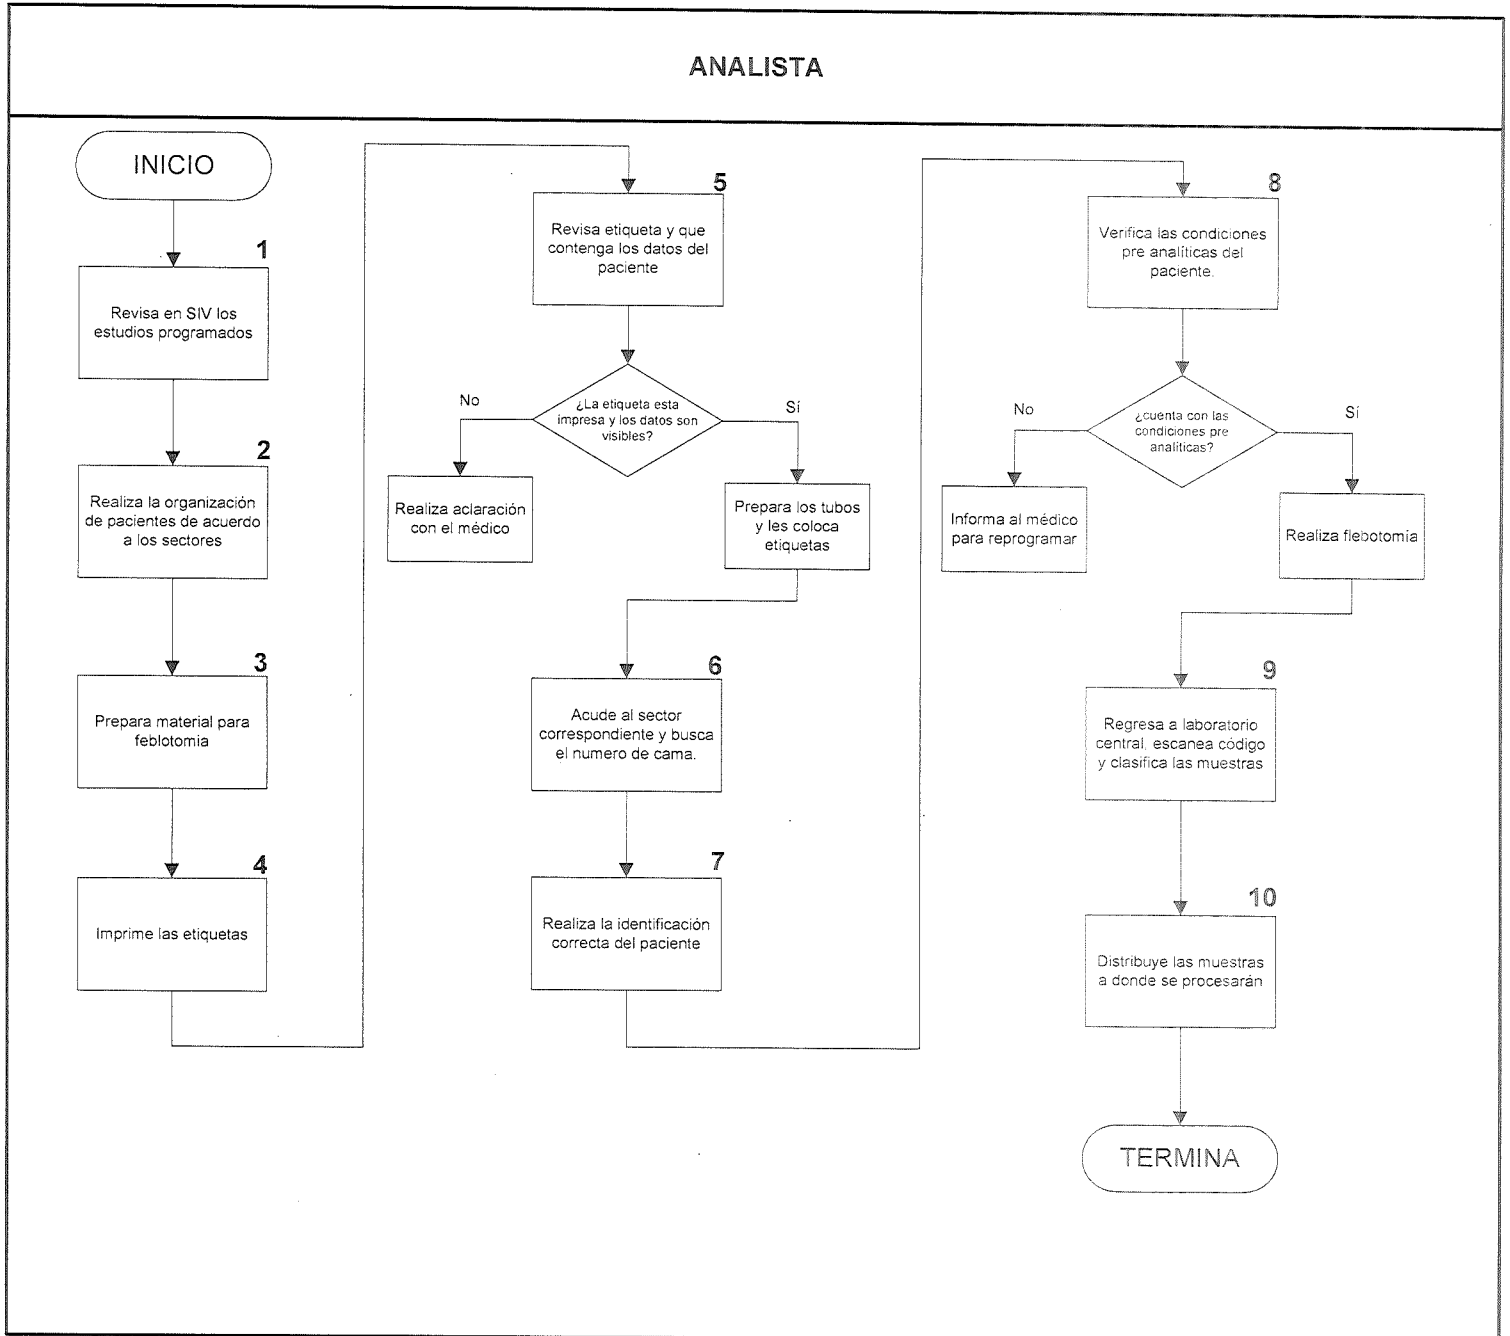 ANALISTA
INICIO
1
Revisa en SIV los
estudios programados
2
Realiza la organización
de pacientes de acuerdo
a los sectores
3
Prepara material para
feblotomia
4
Imprime las etiquetas
5
Revisa etiqueta y que
contenga los datos del
paciente
¿La etiqueta esta
impresa y los datos son
visibles?
No
Sí
Realiza aclaración
con el médico
Prepara los tubos
y les coloca
etiquetas
6
Acude al sector
correspondiente y busca
el numero de cama.
7
Realiza la identificación
correcta del paciente
8
Verifica las condiciones
pre analíticas del
paciente.
¿cuenta con las
condiciones pre
analíticas?
No
Sí
Informa al médico
para reprogramar
Realiza flebotomía
9
Regresa a laboratorio
central, escanea código
y clasifica las muestras
10
Distribuye las muestras
a donde se procesarán
TERMINA